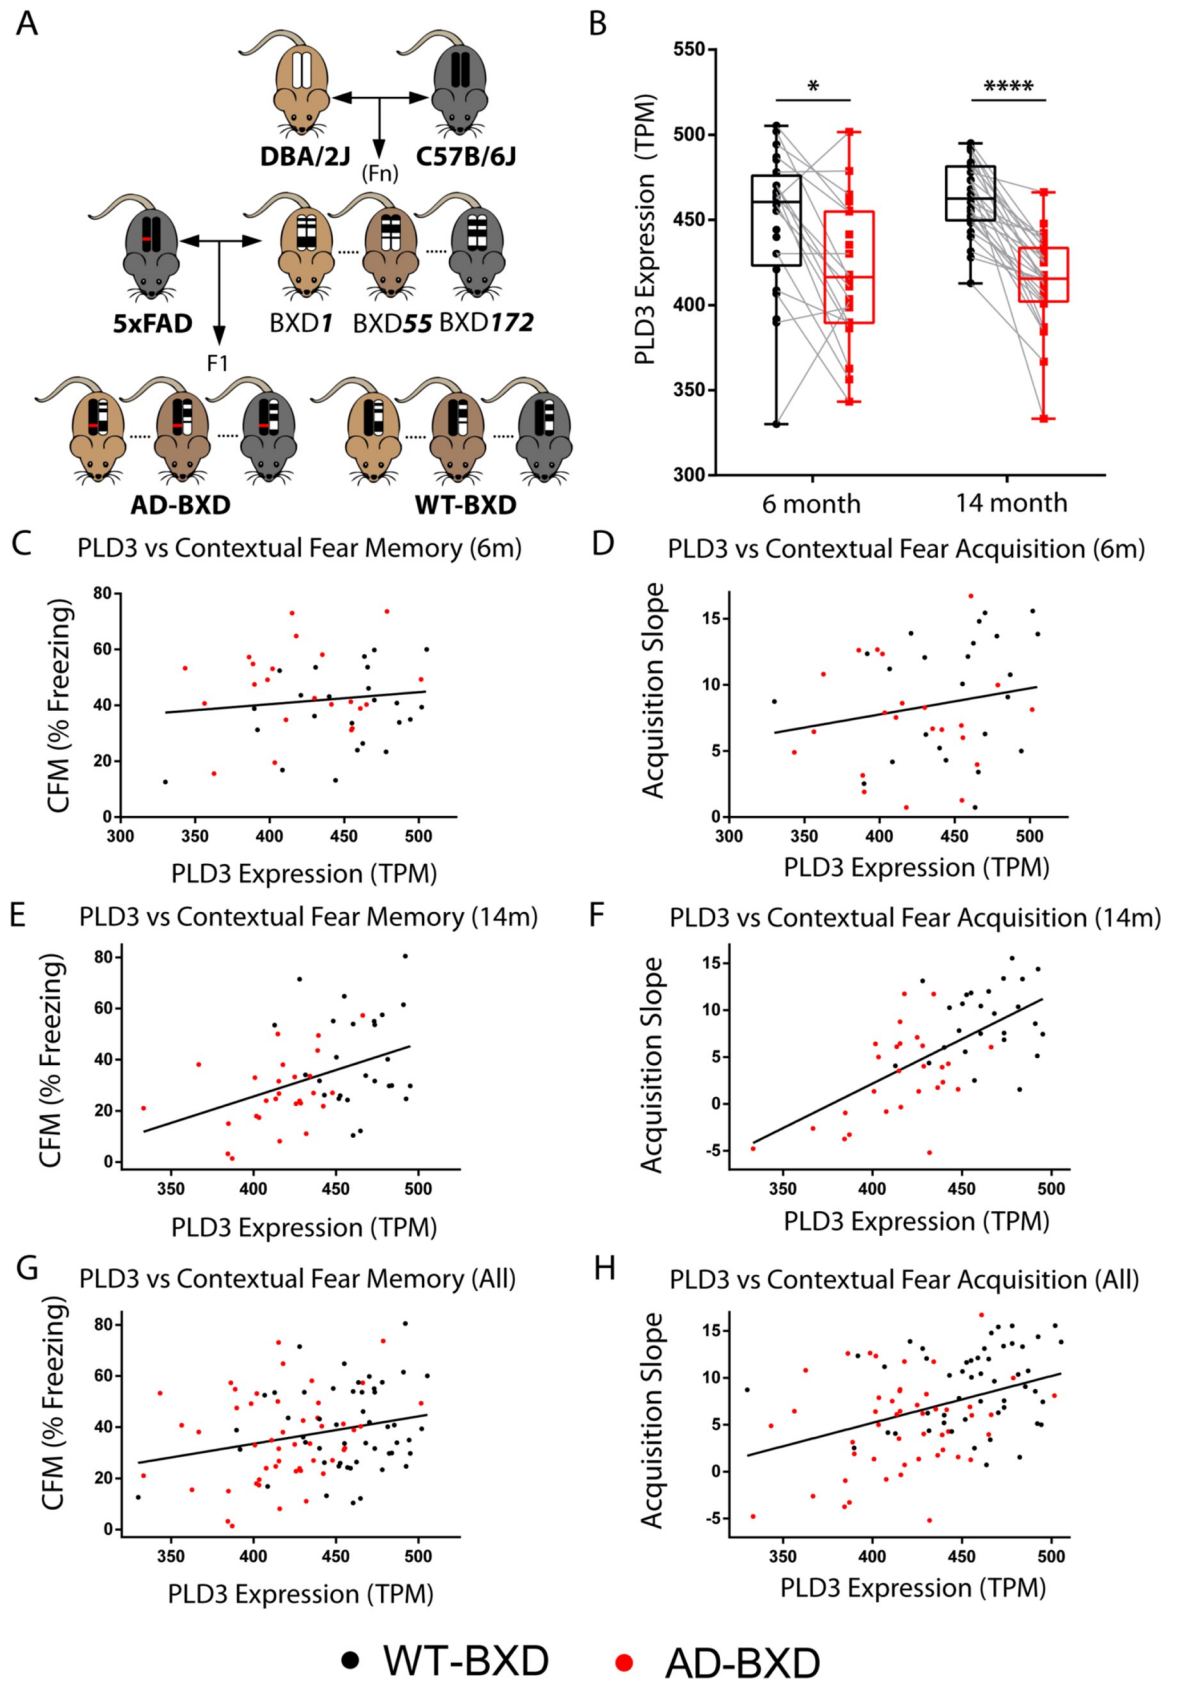 A
DBA/2J
C57B/6J
(Fn)
5xFAD
BXD1
BXD55
BXD172
F1
AD-BXD
WT-BXD
B
PLD3 Expression (TPM)
550
500
450
400
350
300
*
****
6 month
14 month
C
PLD3 vs Contextual Fear Memory (6m)
CFM (% Freezing)
80
60
40
20
0
300
350
400
450
500
PLD3 Expression (TPM)
D
PLD3 vs Contextual Fear Acquisition (6m)
Acquisition Slope
15
10
5
0
300
350
400
450
500
PLD3 Expression (TPM)
E
PLD3 vs Contextual Fear Memory (14m)
CFM (% Freezing)
80
60
40
20
0
350
400
450
500
PLD3 Expression (TPM)
F
PLD3 vs Contextual Fear Acquisition (14m)
Acquisition Slope
15
10
5
0
-5
350
400
450
500
PLD3 Expression (TPM)
G
PLD3 vs Contextual Fear Memory (All)
CFM (% Freezing)
80
60
40
20
0
350
400
450
500
PLD3 Expression (TPM)
H
PLD3 vs Contextual Fear Acquisition (All)
Acquisition Slope
15
10
5
0
-5
350
400
450
500
PLD3 Expression (TPM)
WT-BXD
AD-BXD